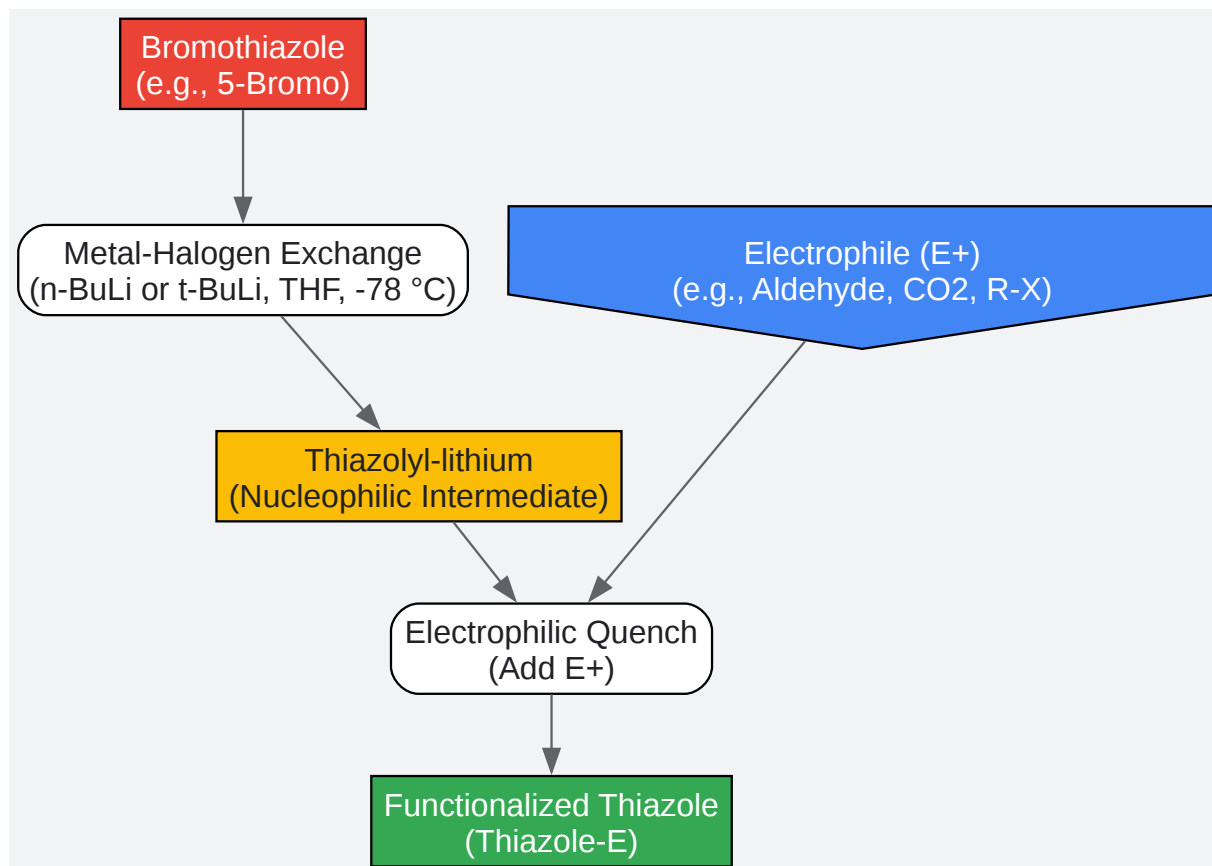 Bromothiazole
(e.g., 5-Bromo)
Metal-Halogen Exchange
(n-BuLi or t-BuLi, THF, -78 °C)
Electrophile (E+)
(e.g., Aldehyde, CO2, R-X)
Thiazolyl-lithium
(Nucleophilic Intermediate)
Electrophilic Quench
(Add E+)
Functionalized Thiazole
(Thiazole-E)